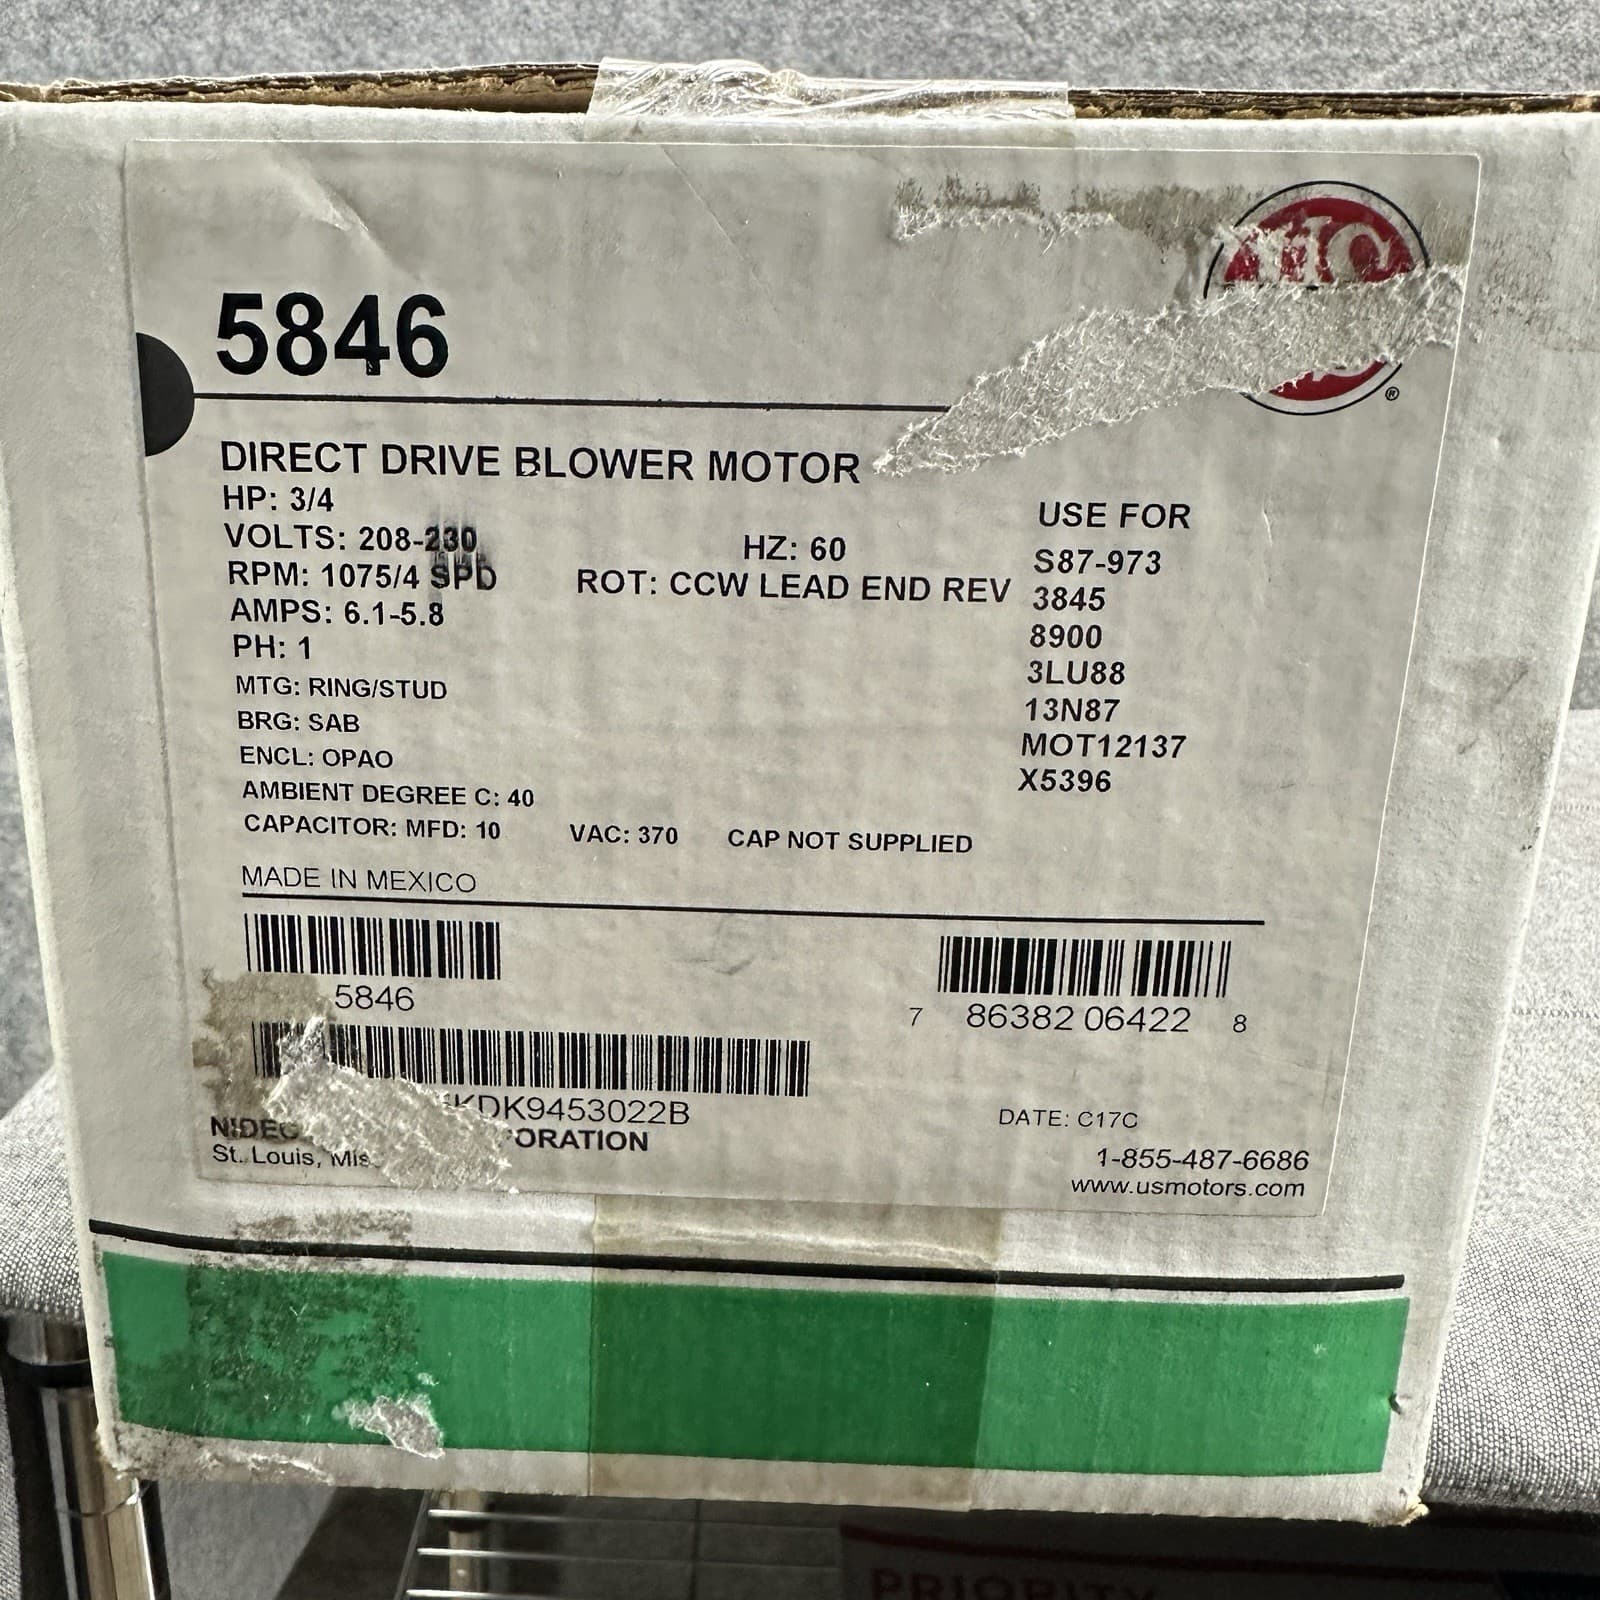 5846
®
DIRECT DRIVE BLOWER MOTOR
HP: 3/4
VOLTS: 208-230 HZ: 60
RPM: 1075/4 SPD ROT: CCW LEAD END REV
AMPS: 6.1-5.8
PH: 1
MTG: RING/STUD
BRG: SAB
ENCL: OPAO
AMBIENT DEGREE C: 40
CAPACITOR: MFD: 10 VAC: 370 CAP NOT SUPPLIED
MADE IN MEXICO
USE FOR
S87-973
3845
8900
3LU88
13N87
MOT12137
X5396
5846
7 86382 06422 8
KDK9453022B
St. Louis,
DATE: C17C
1-855-487-6686
www.usmotors.com
PRIORITY